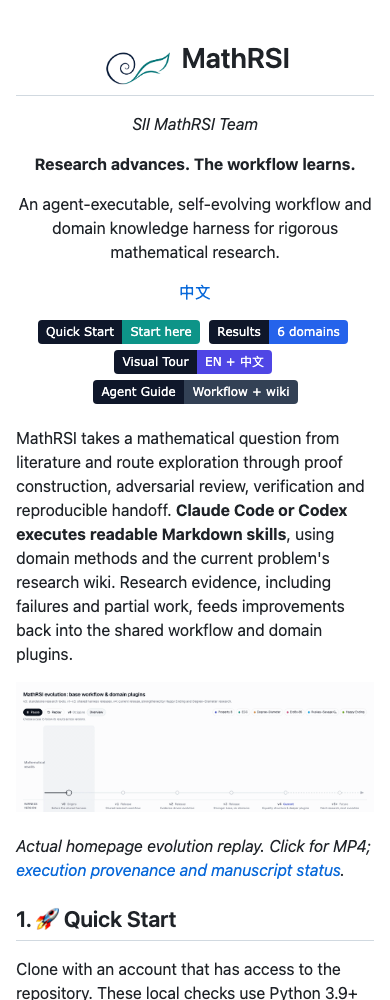 MathRSI
SII MathRSI Team
Research advances. The workflow learns.
An agent-executable, self-evolving workflow and
domain knowledge harness for rigorous
mathematical research.
中文
Quick Start Start here Results 6 domains
Visual Tour EN + 中文
Agent Guide Workflow + wiki
MathRSI takes a mathematical question from
literature and route exploration through proof
construction, adversarial review, verification and
reproducible handoff. Claude Code or Codex
executes readable Markdown skills, using
domain methods and the current problem's
research wiki. Research evidence, including
failures and partial work, feeds improvements
back into the shared workflow and domain
plugins.
MathRSI evolution: base workflow & domain plugins
Actual homepage evolution replay. Click for MP4;
execution provenance and manuscript status.
1. 🚀 Quick Start
Clone with an account that has access to the
repository. These local checks use Python 3.9+